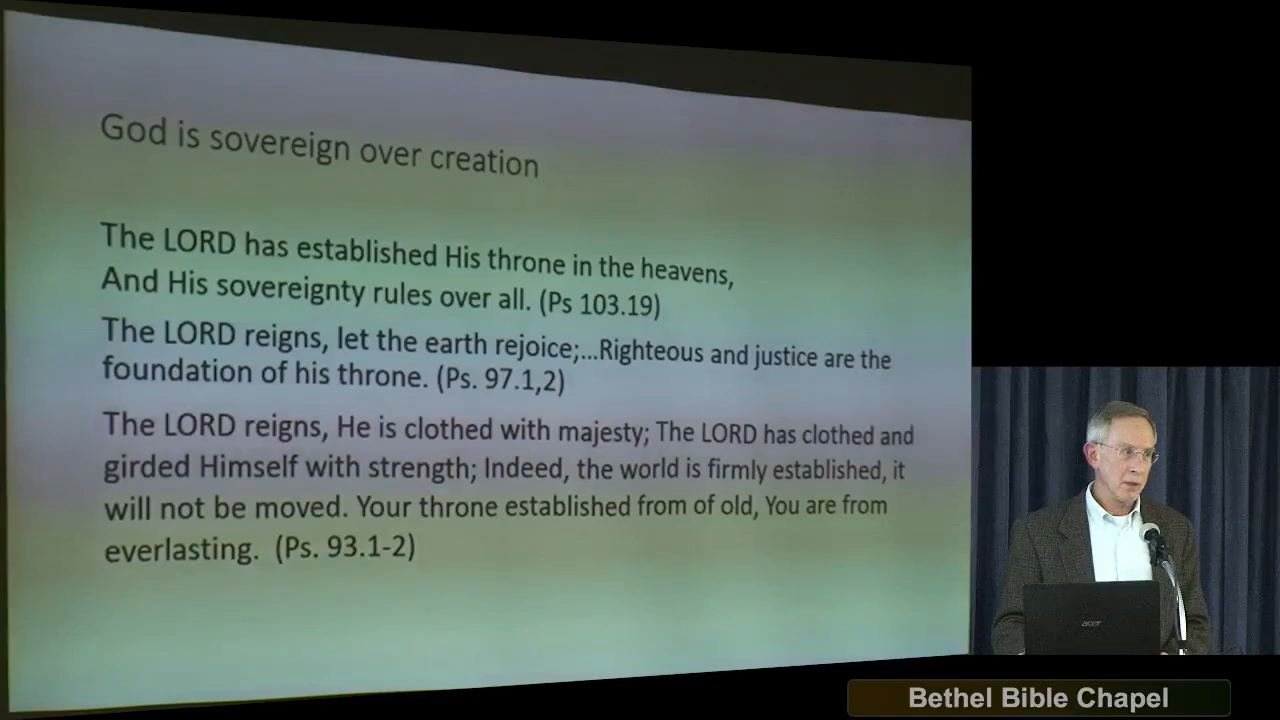 God is sovereign over creation
The LORD has established His throne in the heavens,
And His sovereignty rules over all. (Ps 103.19)
The LORD reigns, let the earth rejoice;...Righteous and justice are the
foundation of his throne. (Ps. 97.1,2)
The LORD reigns, He is clothed with majesty; The LORD has clothed and
girded Himself with strength; Indeed, the world is firmly established, it
will not be moved. Your throne established from of old, You are from
everlasting. (Ps. 93.1-2)
acer
Bethel Bible Chapel